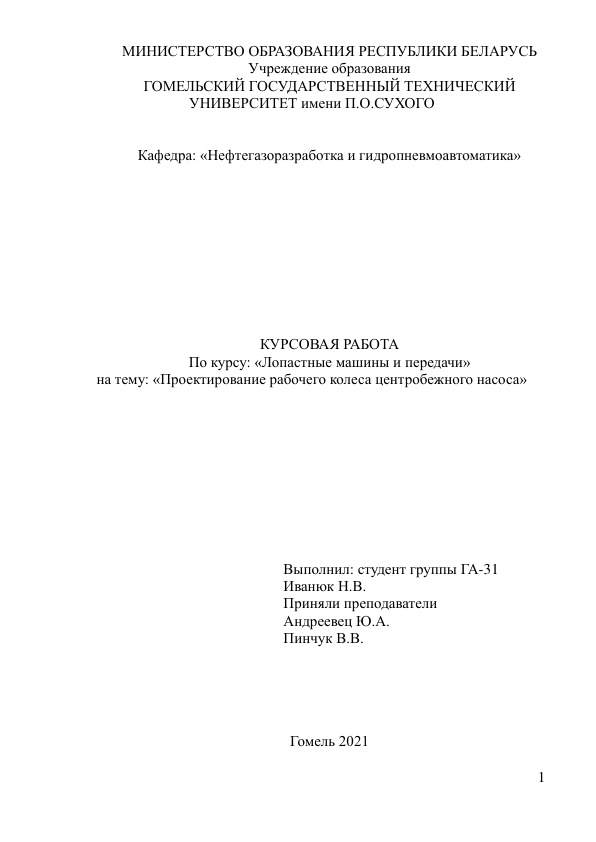 МИНИСТЕРСТВО ОБРАЗОВАНИЯ РЕСПУБЛИКИ БЕЛАРУСЬ
Учреждение образования
ГОМЕЛЬСКИЙ ГОСУДАРСТВЕННЫЙ ТЕХНИЧЕСКИЙ
УНИВЕРСИТЕТ имени П.О.СУХОГО
Кафедра: «Нефтегазоразработка и гидропневмоавтоматика»
КУРСОВАЯ РАБОТА
По курсу: «Лопастные машины и передачи»
на тему: «Проектирование рабочего колеса центробежного насоса»
Выполнил: студент группы ГА-31
Иванюк Н.В.
Приняли преподаватели
Андреевец Ю.А.
Пинчук В.В.
Гомель 2021
1